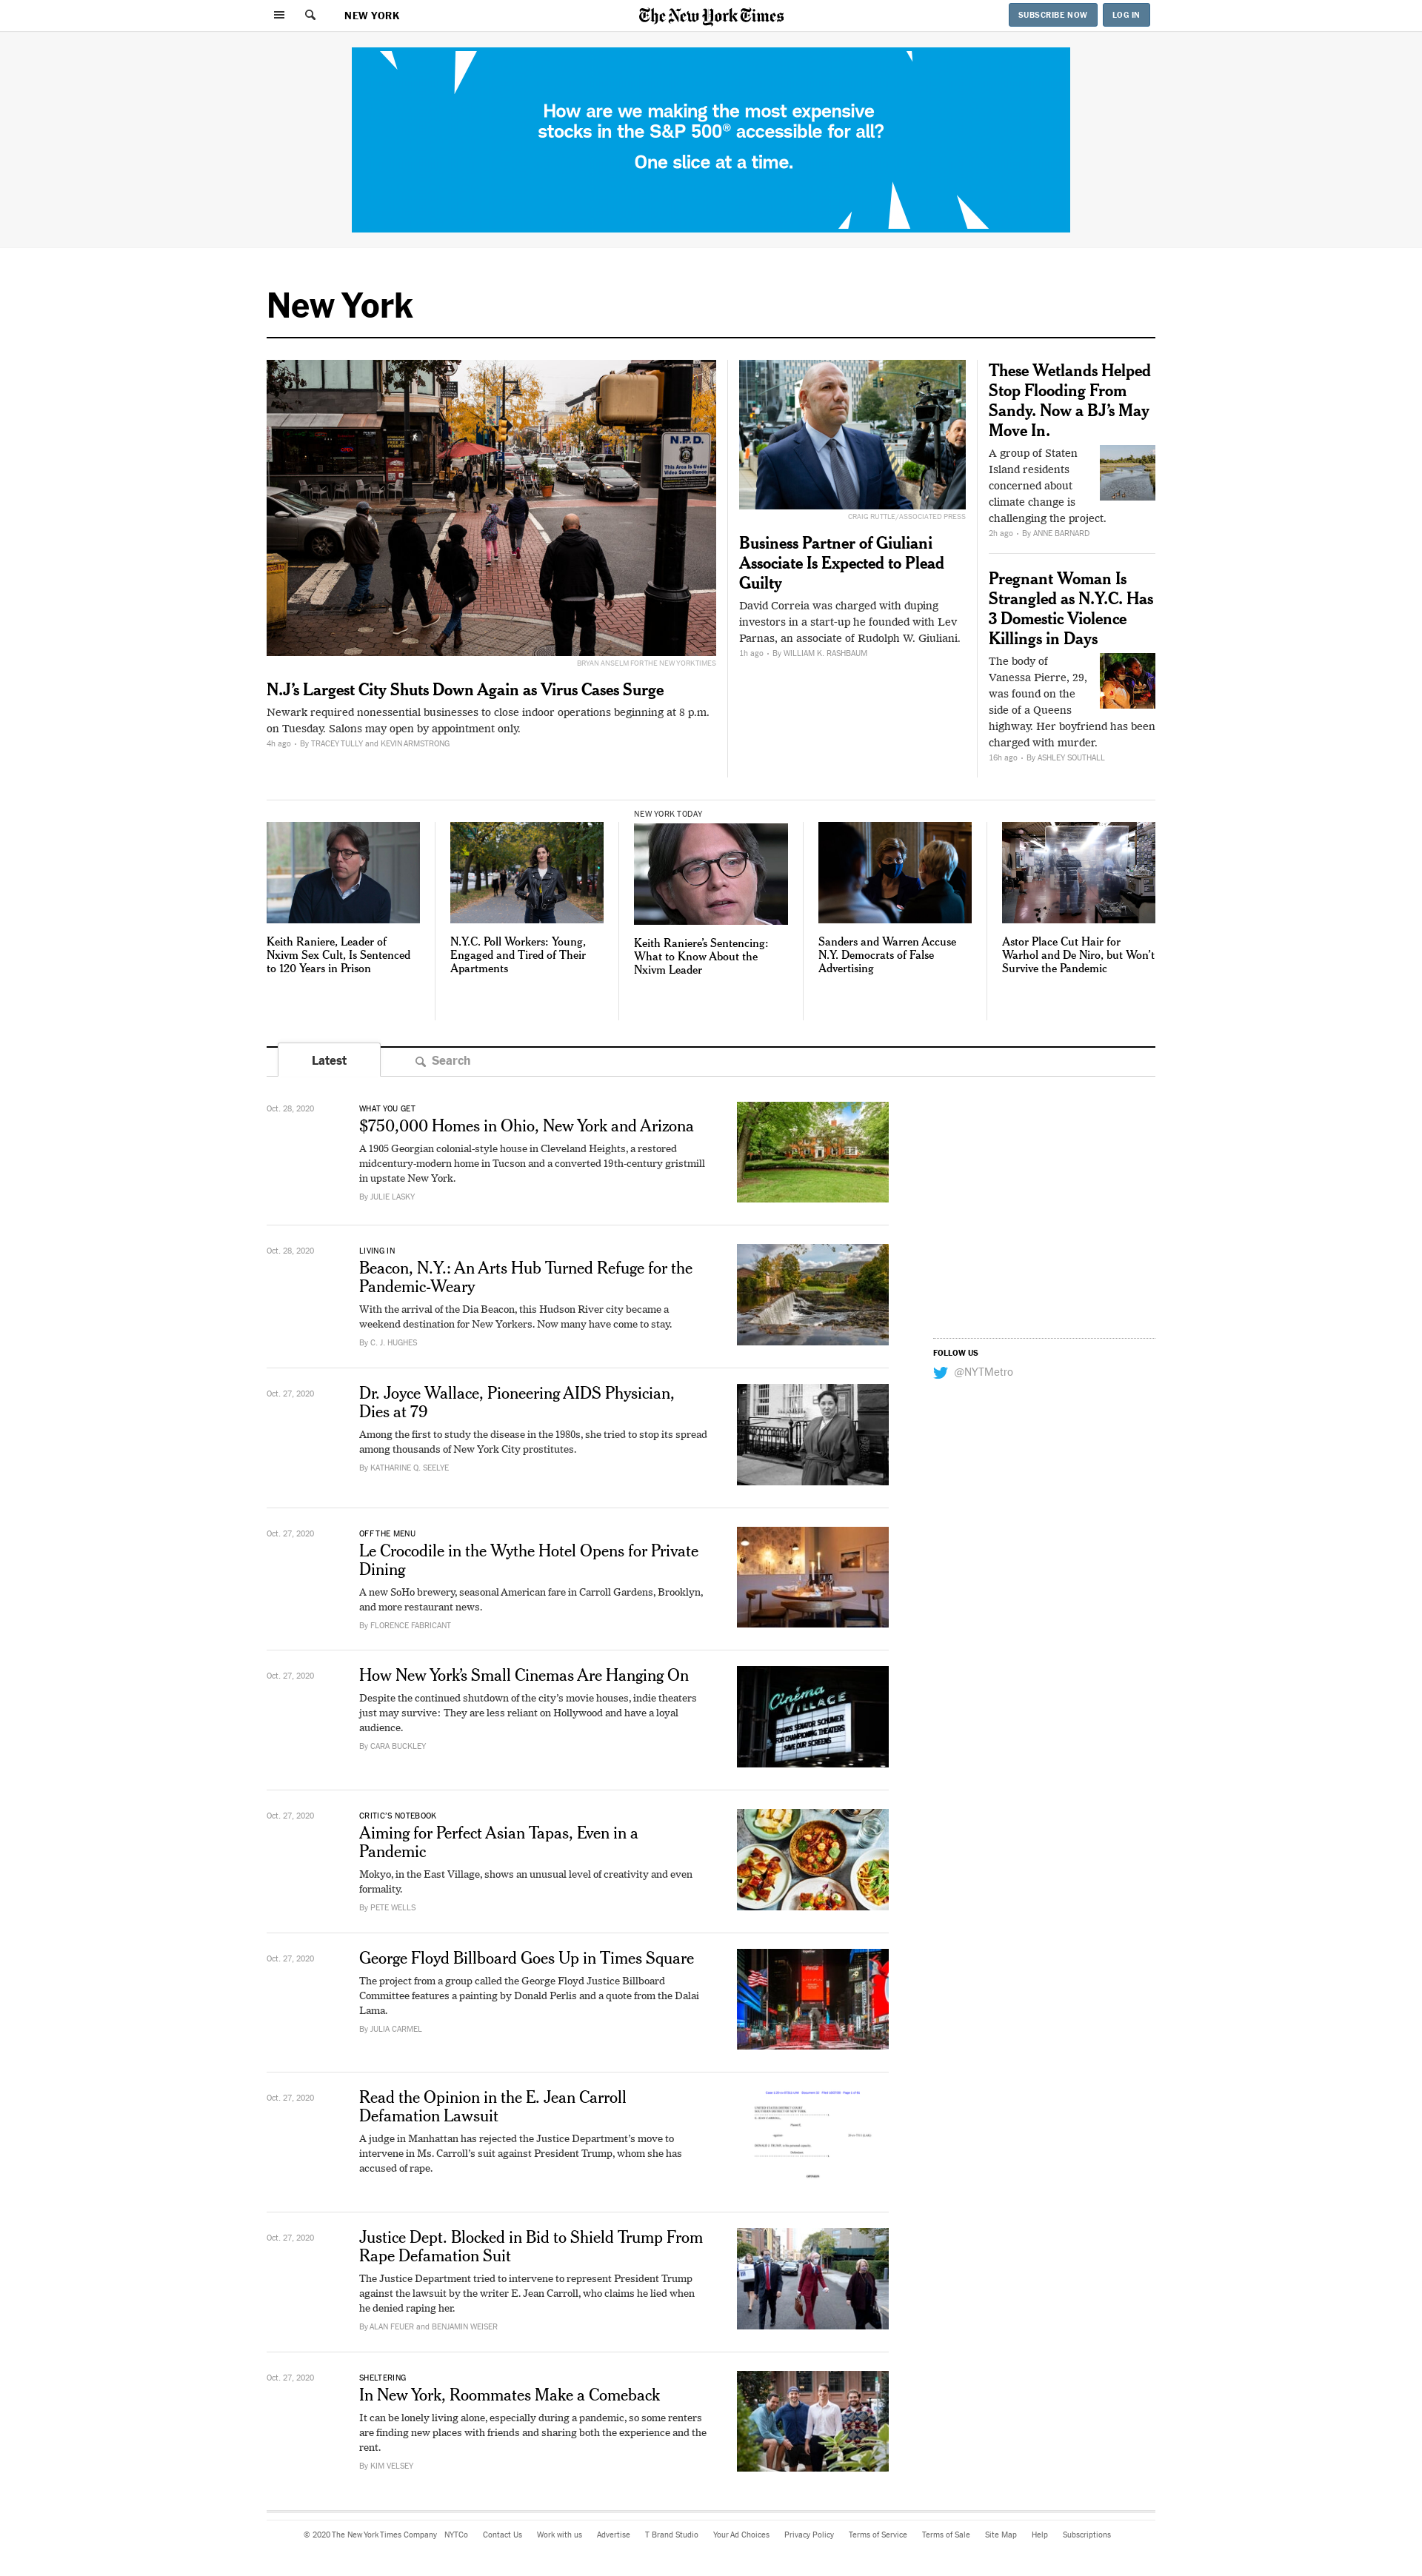 NEW YORK
The New York Times
SUBSCRIBE NOW
LOG IN
How are we making the most expensive
stocks in the S&P 500® accessible for all?
One slice at a time.
New York
N.P.D.
This Area Is Under
Video Surveillance
BRYAN ANSELM FOR THE NEW YORK TIMES
N.J’s Largest City Shuts Down Again as Virus Cases Surge
Newark required nonessential businesses to close indoor operations beginning at 8 p.m.
on Tuesday. Salons may open by appointment only.
4h ago • By TRACEY TULLY and KEVIN ARMSTRONG
CRAIG RUTTLE/ASSOCIATED PRESS
Business Partner of Giuliani
Associate Is Expected to Plead
Guilty
David Correia was charged with duping
investors in a start-up he founded with Lev
Parnas, an associate of Rudolph W. Giuliani.
1h ago • By WILLIAM K. RASHBAUM
These Wetlands Helped
Stop Flooding From
Sandy. Now a BJ’s May
Move In.
A group of Staten
Island residents
concerned about
climate change is
challenging the project.
2h ago • By ANNE BARNARD
Pregnant Woman Is
Strangled as N.Y.C. Has
3 Domestic Violence
Killings in Days
The body of
Vanessa Pierre, 29,
was found on the
side of a Queens
highway. Her boyfriend has been
charged with murder.
16h ago • By ASHLEY SOUTHALL
Keith Raniere, Leader of
Nxivm Sex Cult, Is Sentenced
to 120 Years in Prison
N.Y.C. Poll Workers: Young,
Engaged and Tired of Their
Apartments
NEW YORK TODAY
Keith Raniere’s Sentencing:
What to Know About the
Nxivm Leader
Sanders and Warren Accuse
N.Y. Democrats of False
Advertising
Astor Place Cut Hair for
Warhol and De Niro, but Won’t
Survive the Pandemic
Latest
Search
Oct. 28, 2020
WHAT YOU GET
$750,000 Homes in Ohio, New York and Arizona
A 1905 Georgian colonial-style house in Cleveland Heights, a restored
midcentury-modern home in Tucson and a converted 19th-century gristmill
in upstate New York.
By JULIE LASKY
Oct. 28, 2020
LIVING IN
Beacon, N.Y.: An Arts Hub Turned Refuge for the
Pandemic-Weary
With the arrival of the Dia Beacon, this Hudson River city became a
weekend destination for New Yorkers. Now many have come to stay.
By C. J. HUGHES
FOLLOW US
@NYTMetro
Oct. 27, 2020
Dr. Joyce Wallace, Pioneering AIDS Physician,
Dies at 79
Among the first to study the disease in the 1980s, she tried to stop its spread
among thousands of New York City prostitutes.
By KATHARINE Q. SEELYE
Oct. 27, 2020
OFF THE MENU
Le Crocodile in the Wythe Hotel Opens for Private
Dining
A new SoHo brewery, seasonal American fare in Carroll Gardens, Brooklyn,
and more restaurant news.
By FLORENCE FABRICANT
Oct. 27, 2020
How New York’s Small Cinemas Are Hanging On
Despite the continued shutdown of the city’s movie houses, indie theaters
just may survive: They are less reliant on Hollywood and have a loyal
audience.
By CARA BUCKLEY
Cinéma
VILLAGE
THANKS SENATOR SCHUMER
FOR CHAMPIONING THEATERS
SAVE OUR SCREENS
Oct. 27, 2020
CRITIC’S NOTEBOOK
Aiming for Perfect Asian Tapas, Even in a
Pandemic
Mokyo, in the East Village, shows an unusual level of creativity and even
formality.
By PETE WELLS
Oct. 27, 2020
George Floyd Billboard Goes Up in Times Square
The project from a group called the George Floyd Justice Billboard
Committee features a painting by Donald Perlis and a quote from the Dalai
Lama.
By JULIA CARMEL
Oct. 27, 2020
Read the Opinion in the E. Jean Carroll
Defamation Lawsuit
A judge in Manhattan has rejected the Justice Department’s move to
intervene in Ms. Carroll’s suit against President Trump, whom she has
accused of rape.
Oct. 27, 2020
Justice Dept. Blocked in Bid to Shield Trump From
Rape Defamation Suit
The Justice Department tried to intervene to represent President Trump
against the lawsuit by the writer E. Jean Carroll, who claims he lied when
he denied raping her.
By ALAN FEUER and BENJAMIN WEISER
Oct. 27, 2020
SHELTERING
In New York, Roommates Make a Comeback
It can be lonely living alone, especially during a pandemic, so some renters
are finding new places with friends and sharing both the experience and the
rent.
By KIM VELSEY
© 2020 The New York Times Company NYTCo Contact Us Work with us Advertise T Brand Studio Your Ad Choices Privacy Policy Terms of Service Terms of Sale Site Map Help Subscriptions